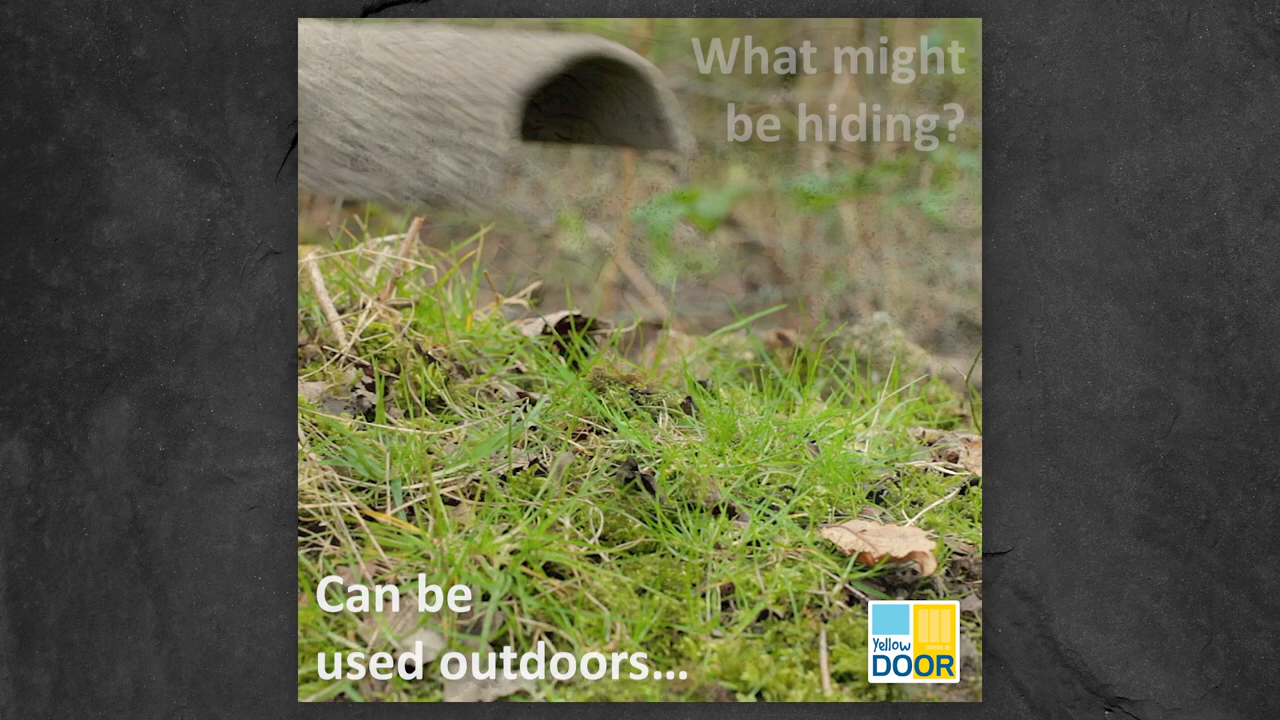 What might
be hiding?
Can be
used outdoors...
Yellow
DOOR